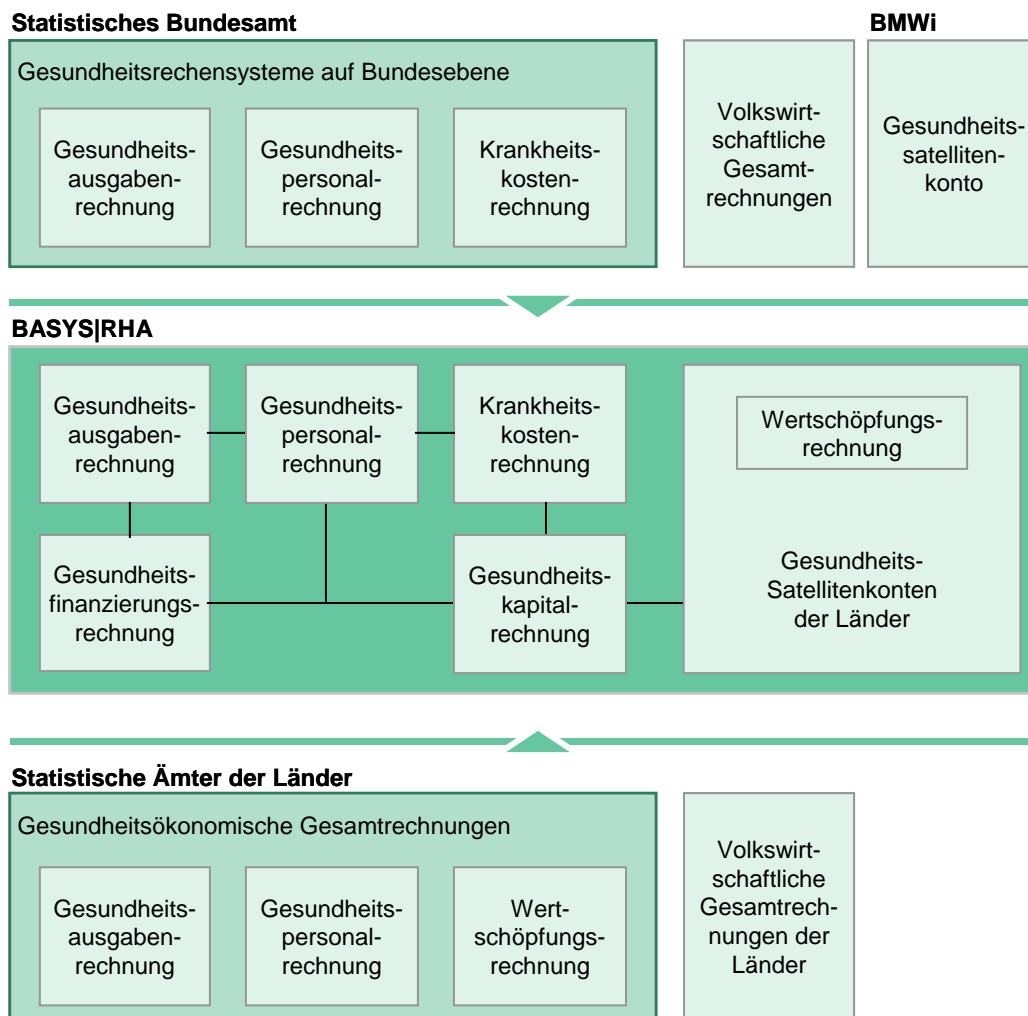 Statistisches Bundesamt
BMWi
Gesundheitsrechensysteme auf Bundesebene
Gesundheits-
ausgaben-
rechnung
Gesundheits-
personal-
rechnung
Krankheits-
kosten-
rechnung
Volkswirt-
schaftliche
Gesamt-
rechnungen
Gesundheits-
satelliten-
konto
BASYS|RHA
Gesundheits-
ausgaben-
rechnung
Gesundheits-
personal-
rechnung
Krankheits-
kosten-
rechnung
Wertschöpfungs-
rechnung
Gesundheits-
finanzierungs-
rechnung
Gesundheits-
kapital-
rechnung
Gesundheits-
Satellitenkonten
der Länder
Statistische Ämter der Länder
Gesundheitsökonomische Gesamtrechnungen
Gesundheits-
ausgaben-
rechnung
Gesundheits-
personal-
rechnung
Wert-
schöpfungs-
rechnung
Volkswirt-
schaftliche
Gesamtrech-
nungen der
Länder